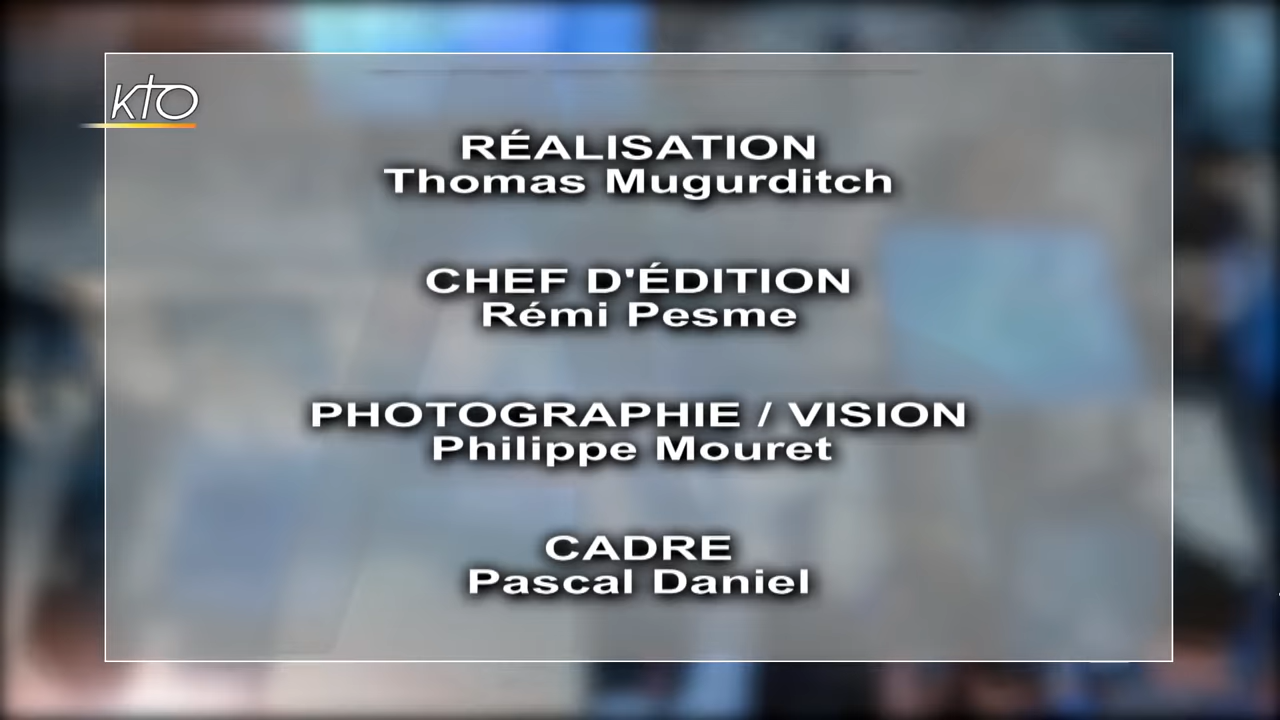 KTO
RÉALISATION
Thomas Mugurditch
CHEF D'ÉDITION
Rémi Pesme
PHOTOGRAPHIE / VISION
Philippe Mouret
CADRE
Pascal Daniel